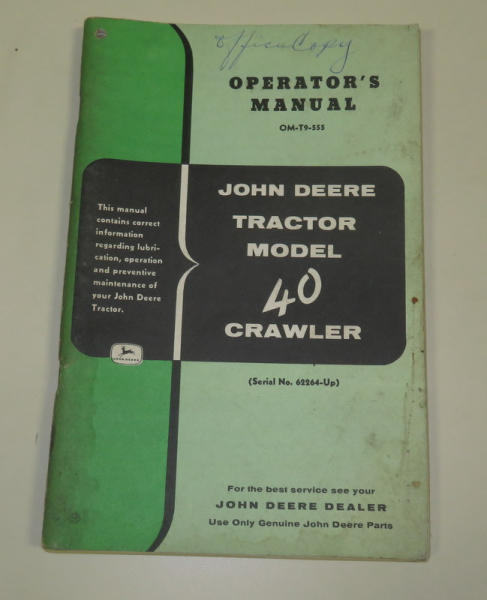 Office Copy
OPERATOR'S
MANUAL
OM-T9-555
JOHN DEERE
TRACTOR
MODEL
40
CRAWLER
(Serial No. 62264-Up)
This manual
contains correct
information
regarding lubri-
cation, operation
and preventive
maintenance of
your John Deere
Tractor.
JOHN DEERE
For the best service see your
JOHN DEERE DEALER
Use Only Genuine John Deere Parts